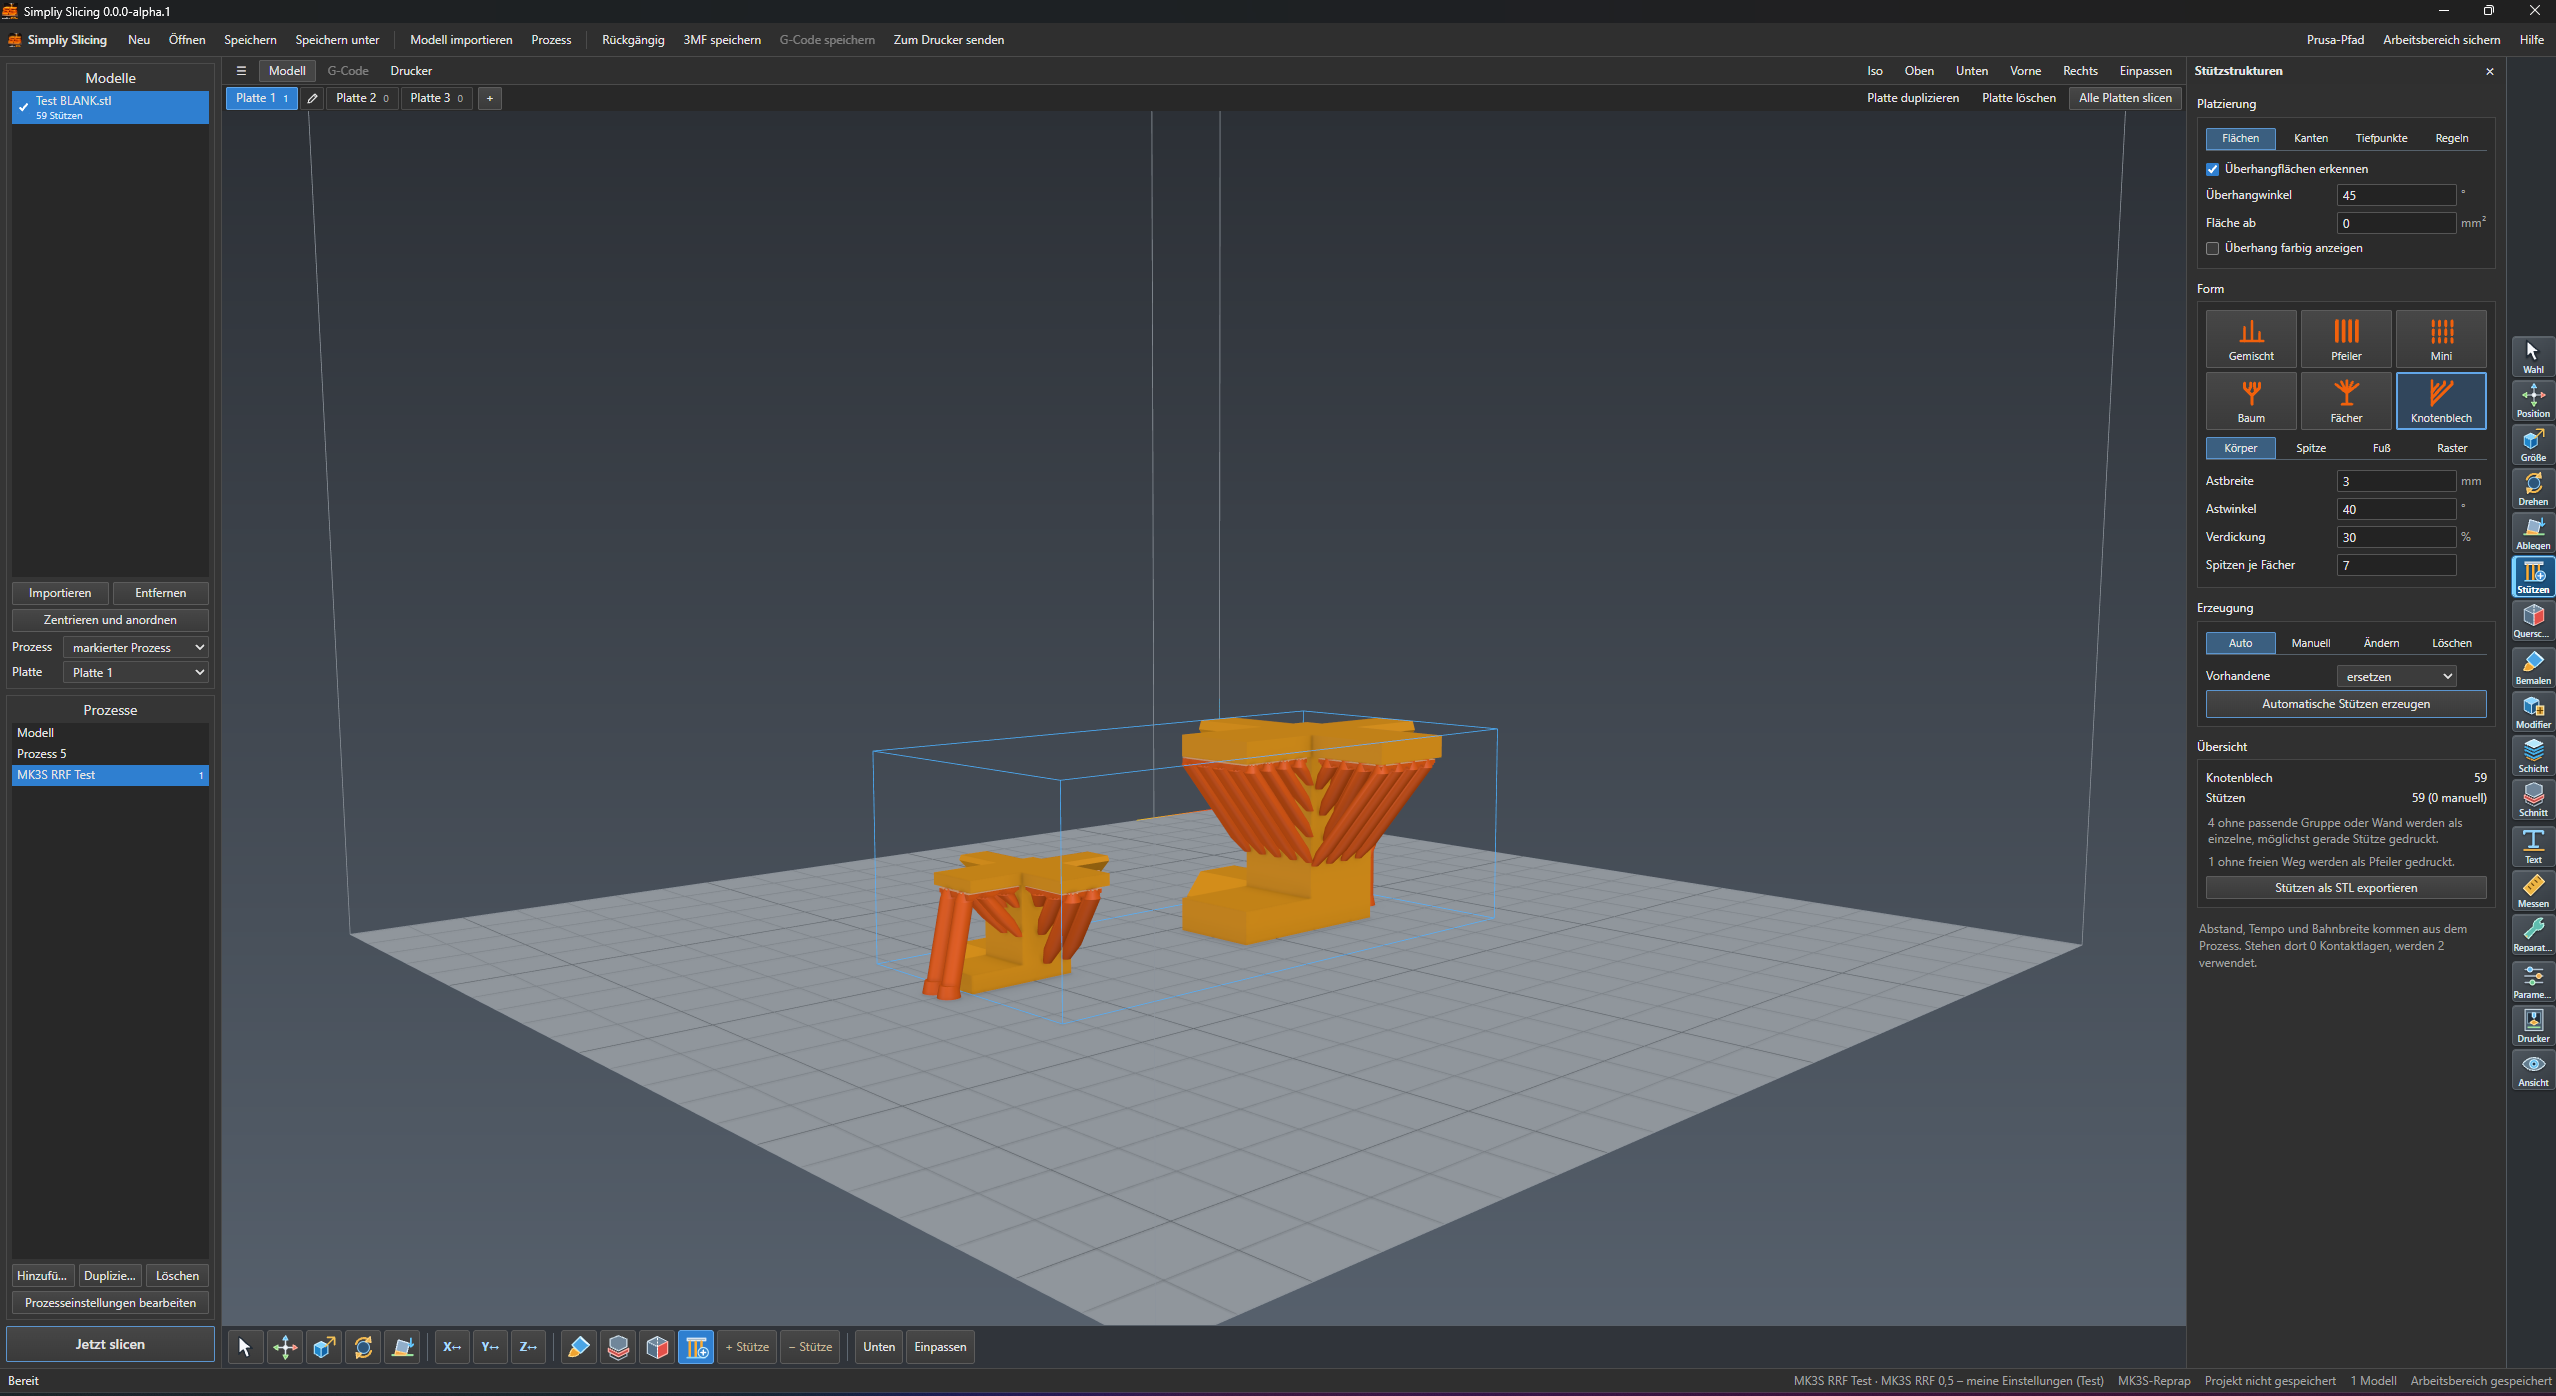 Simpliy Slicing 0.0.0-alpha.1
Simpliy Slicing Neu Öffnen Speichern Speichern unter Modell importieren Prozess Rückgängig 3MF speichern G-Code speichern Zum Drucker senden Prusa-Pfad Arbeitsbereich sichern Hilfe
Modelle
Test BLANK.stl
59 Stützen
Importieren Entfernen
Zentrieren und anordnen
Prozess markierter Prozess
Platte Platte 1
Prozesse
Modell
Prozess 5
MK3S RRF Test 1
Hinzufü... Duplizie... Löschen
Prozesseinstellungen bearbeiten
Jetzt slicen
Modell G-Code Drucker Iso Oben Unten Vorne Rechts Einpassen
Platte 1 1 Platte 2 0 Platte 3 0 + Platte duplizieren Platte löschen Alle Platten slicen
X↔ Y↔ Z↔ + Stütze − Stütze Unten Einpassen
Stützstrukturen
Platzierung
Flächen Kanten Tiefpunkte Regeln
Überhangflächen erkennen
Überhangwinkel 45 °
Fläche ab 0 mm²
Überhang farbig anzeigen
Form
Gemischt Pfeiler Mini
Baum Fächer Knotenblech
Körper Spitze Fuß Raster
Astbreite 3 mm
Astwinkel 40 °
Verdickung 30 %
Spitzen je Fächer 7
Erzeugung
Auto Manuell Ändern Löschen
Vorhandene ersetzen
Automatische Stützen erzeugen
Übersicht
Knotenblech 59
Stützen 59 (0 manuell)
4 ohne passende Gruppe oder Wand werden als
einzelne, möglichst gerade Stütze gedruckt.
1 ohne freien Weg werden als Pfeiler gedruckt.
Stützen als STL exportieren
Abstand, Tempo und Bahnbreite kommen aus dem
Prozess. Stehen dort 0 Kontaktlagen, werden 2
verwendet.
Wahl
Position
Größe
Drehen
Ablegen
Stützen
Quersc...
Bemalen
Modifier
Schicht
Schnitt
Text
Messen
Reparat...
Parame...
Drucker
Ansicht
Bereit MK3S RRF Test · MK3S RRF 0,5 – meine Einstellungen (Test) MK3S-Reprap Projekt nicht gespeichert 1 Modell Arbeitsbereich gespeichert